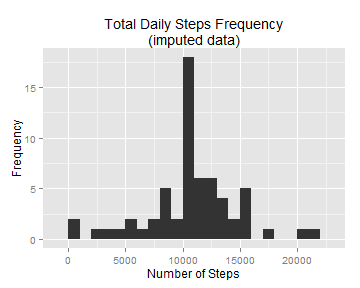 Total Daily Steps Frequency
(imputed data)
15
10
5
0
Frequency
0 5000 10000 15000 20000
Number of Steps